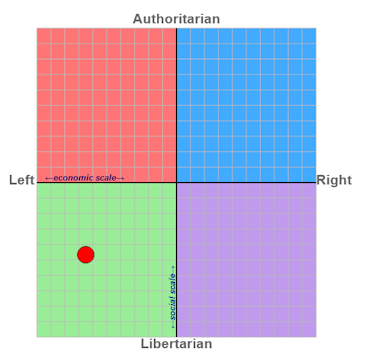 Authoritarian
Left
←economic scale→
Right
←social scale→
Libertarian